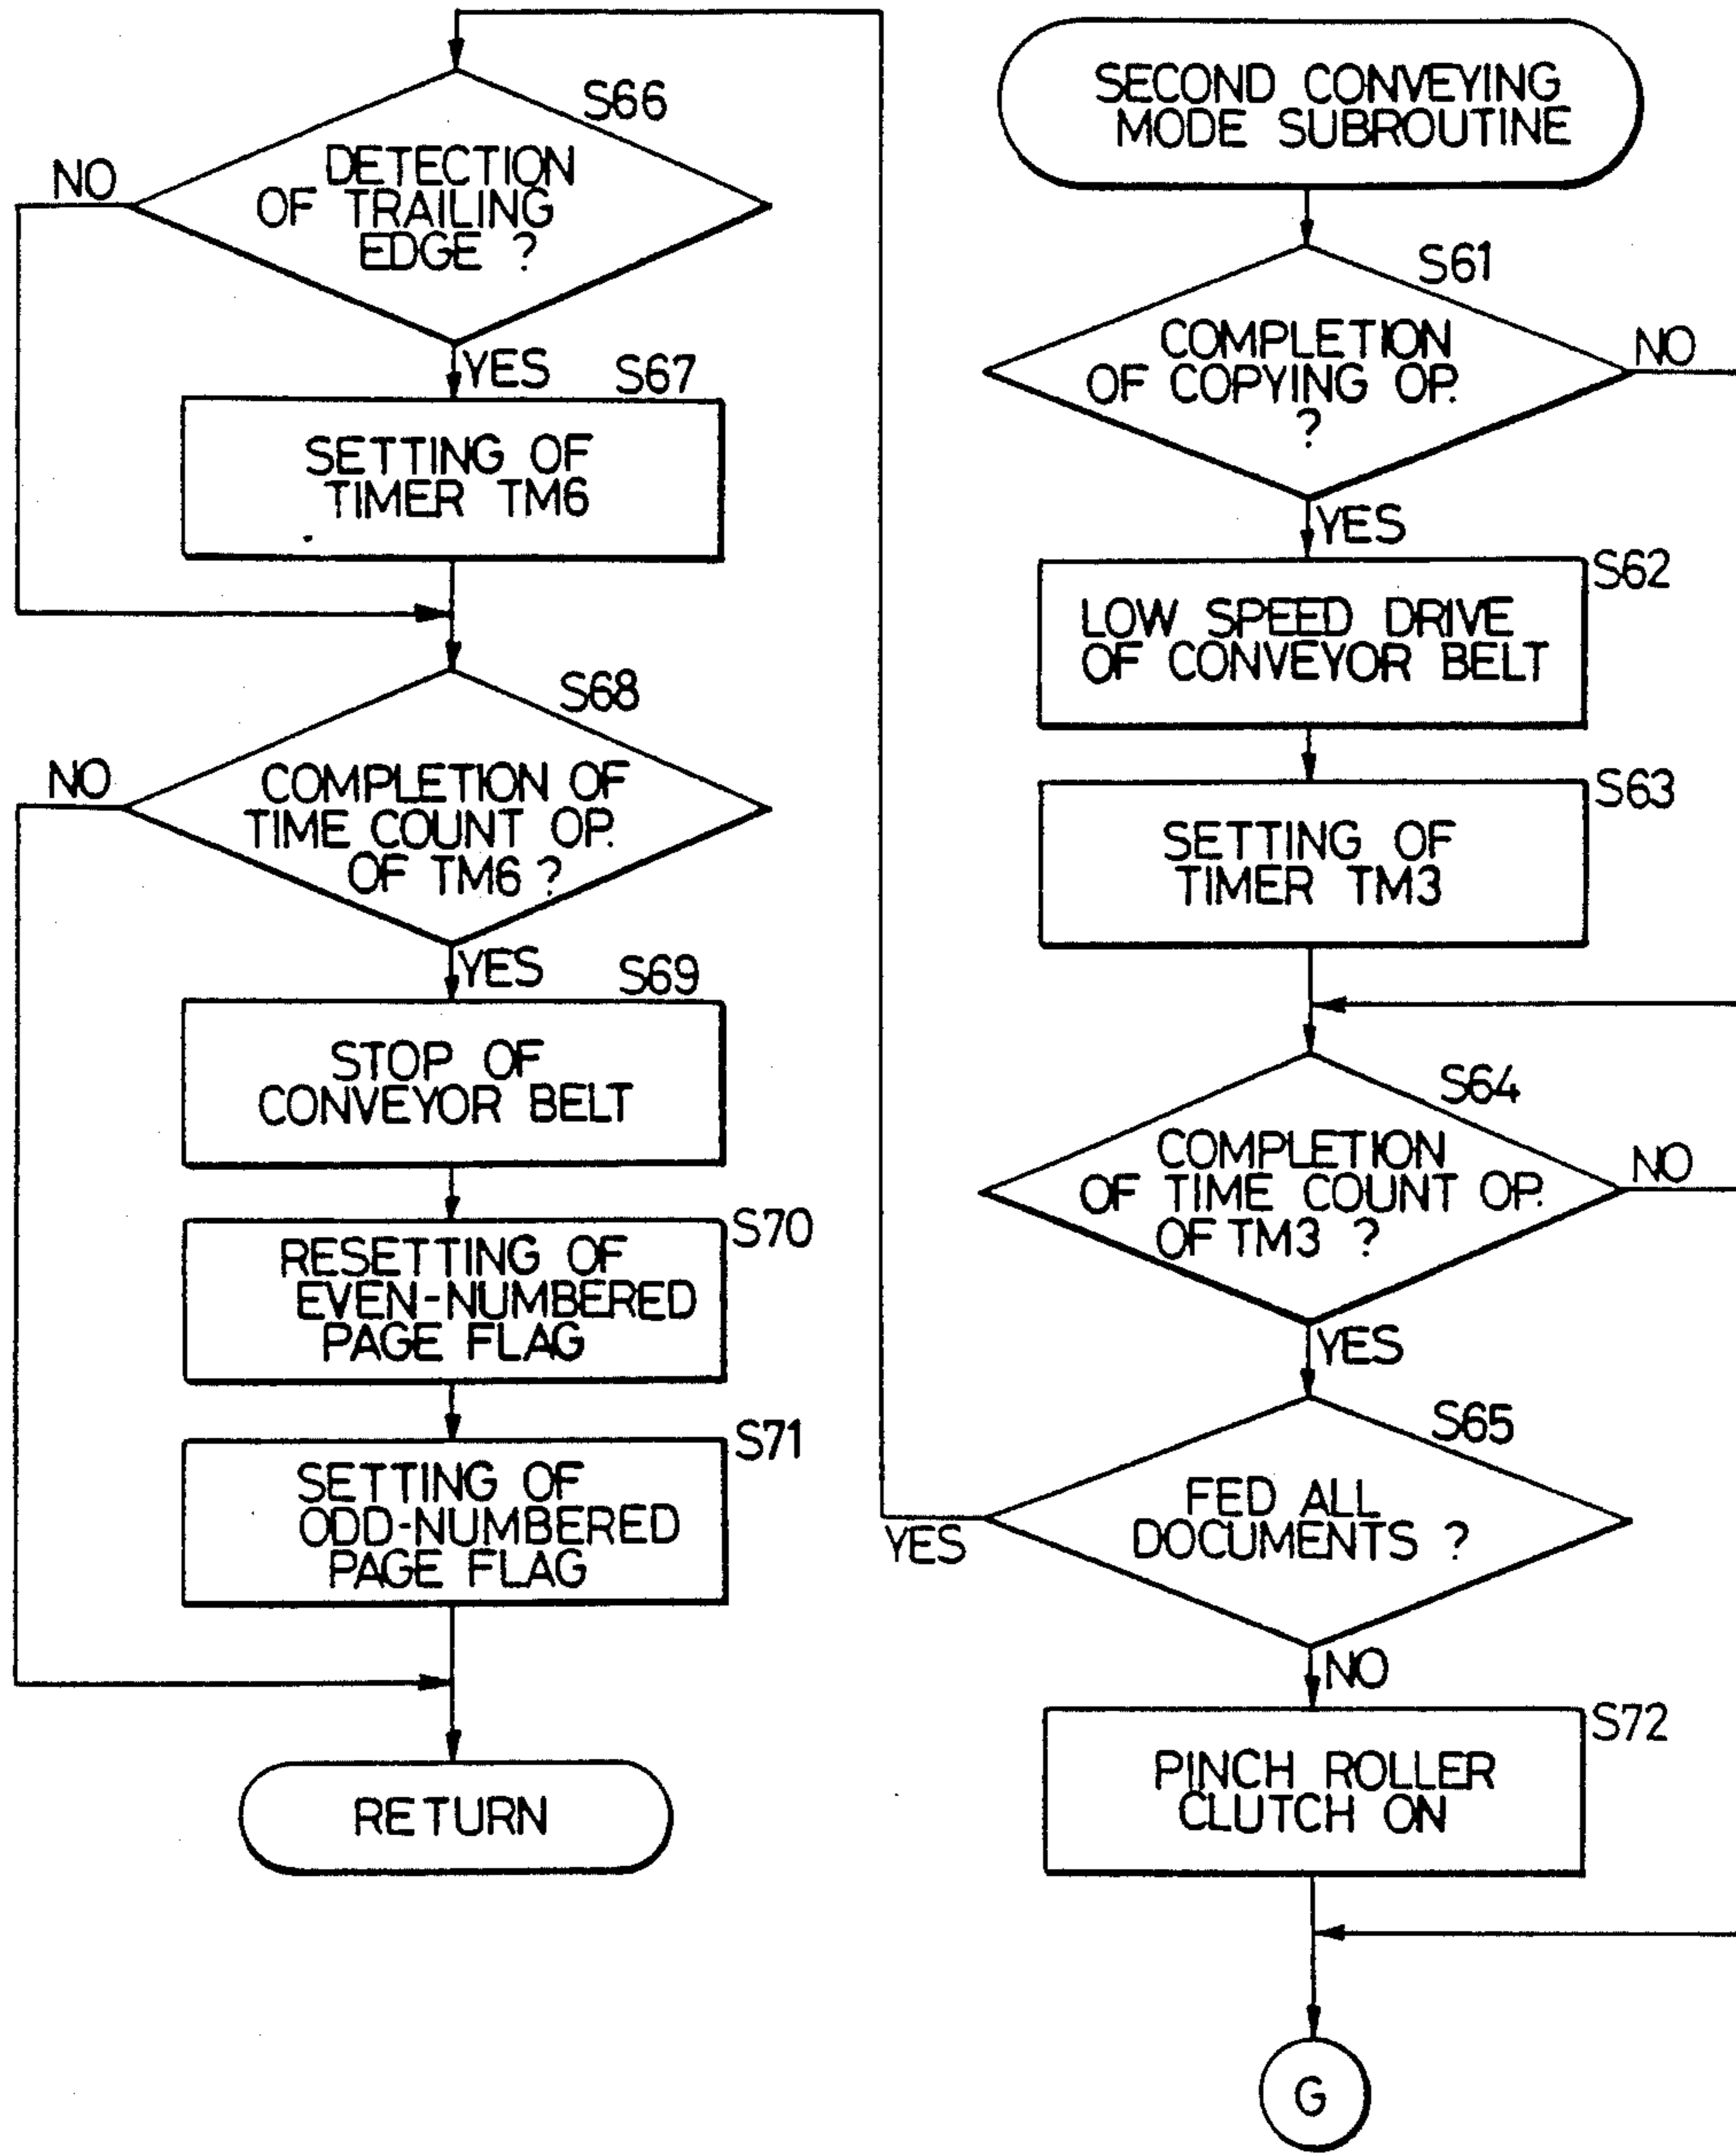 SECOND CONVEYING
MODE SUBROUTINE
S61
COMPLETION
OF COPYING OP.
?
NO
YES
S62
LOW SPEED DRIVE
OF CONVEYOR BELT
S63
SETTING OF
TIMER TM3
S64
COMPLETION
OF TIME COUNT OP.
OF TM3 ?
NO
YES
S65
FED ALL
DOCUMENTS ?
YES
NO
S72
PINCH ROLLER
CLUTCH ON
G
S66
DETECTION
OF TRAILING
EDGE ?
NO
YES
S67
SETTING OF
TIMER TM6
S68
COMPLETION OF
TIME COUNT OP.
OF TM6 ?
NO
YES
S69
STOP OF
CONVEYOR BELT
S70
RESETTING OF
EVEN-NUMBERED
PAGE FLAG
S71
SETTING OF
ODD-NUMBERED
PAGE FLAG
RETURN